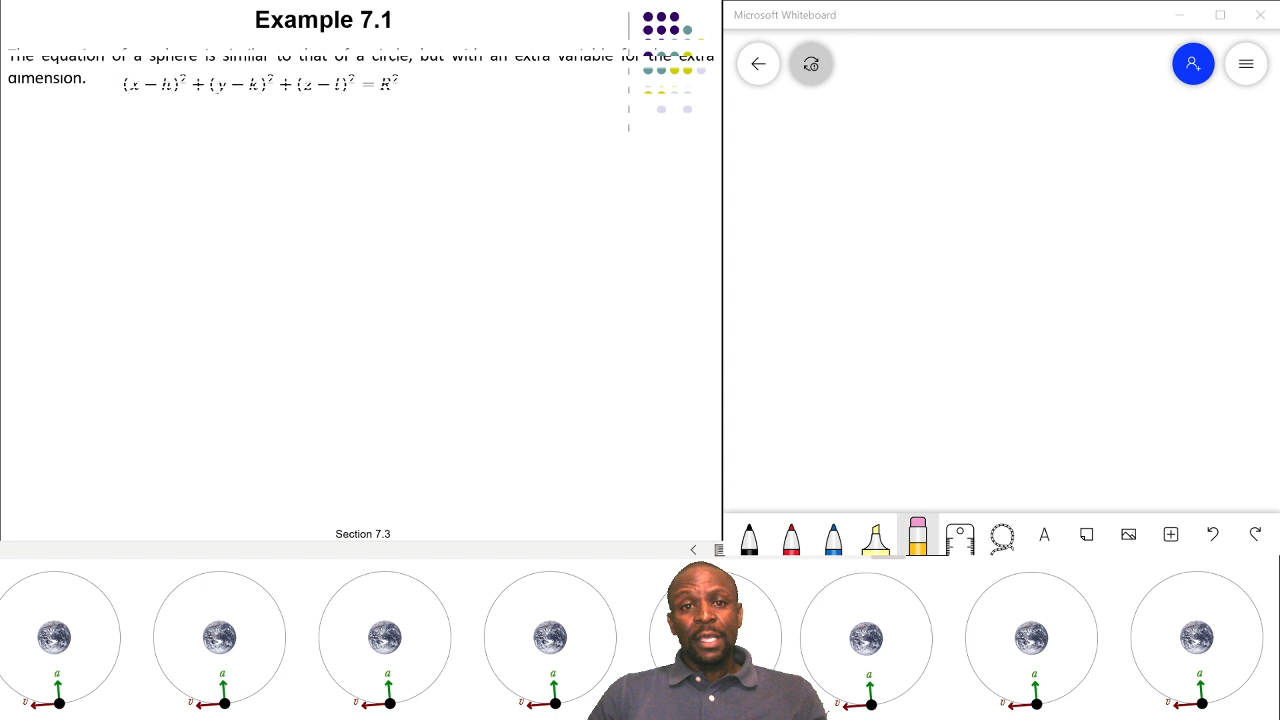 Example 7.1
Microsoft Whiteboard
The equation of a sphere is similar to that of a circle, but with an extra variable for the extra
dimension.
(x − h)² + (y − k)² + (z − l)² = R²
Section 7.3
A
a a a a a a a
v v v v v v v